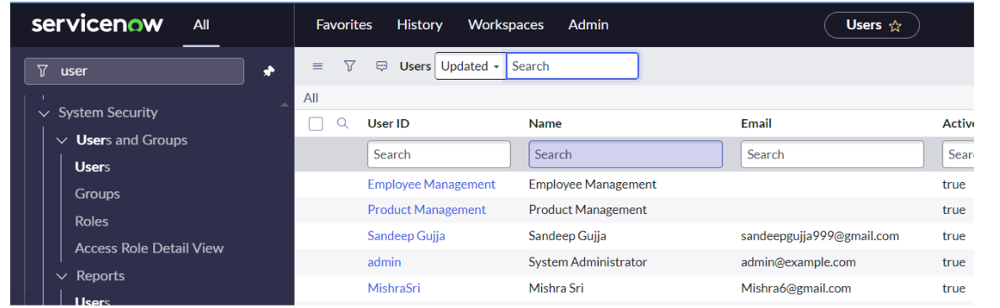 servicenow All Favorites History Workspaces Admin Users
user
Users Updated Search
All
System Security
Users and Groups
Users
Groups
Roles
Access Role Detail View
Reports
Users
User ID Name Email Active
Search Search Search Sear
Employee Management Employee Management true
Product Management Product Management true
Sandeep Gujja Sandeep Gujja sandeepgujja999@gmail.com true
admin System Administrator admin@example.com true
MishraSri Mishra Sri Mishra6@gmail.com true